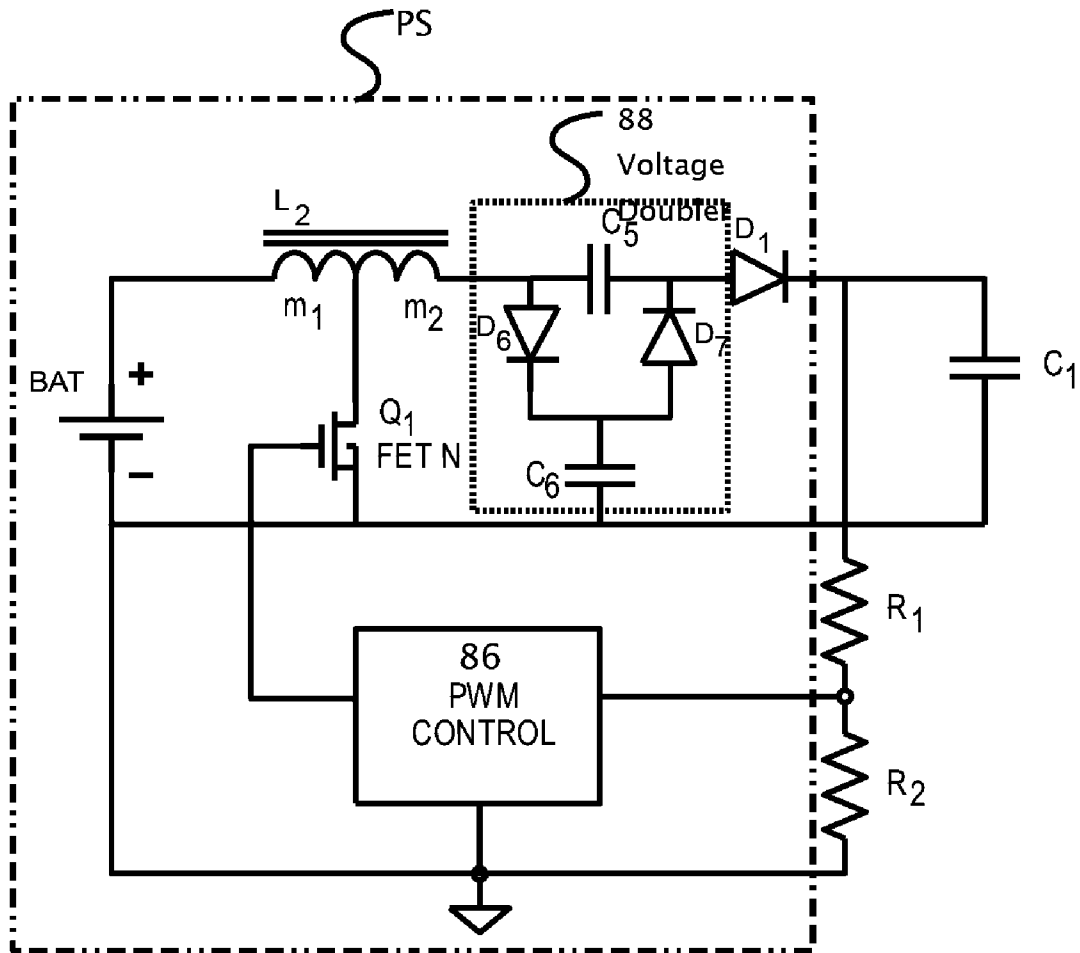 PS
88
Voltage
Doubler
L2
C5
D1
m1
m2
D6
D7
BAT
+
−
Q1
FET N
C6
C1
R1
86
PWM
CONTROL
R2